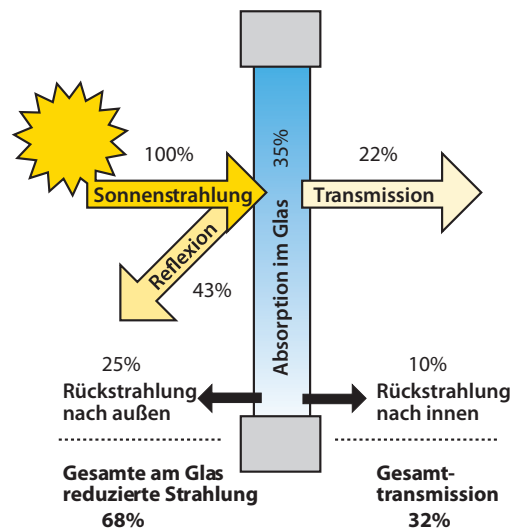 100%
35%
22%
Sonnenstrahlung
Transmission
Reflexion
43%
Absorption im Glas
25%
Rückstrahlung
nach außen
10%
Rückstrahlung
nach innen
Gesamte am Glas
reduzierte Strahlung
68%
Gesamt-
transmission
32%